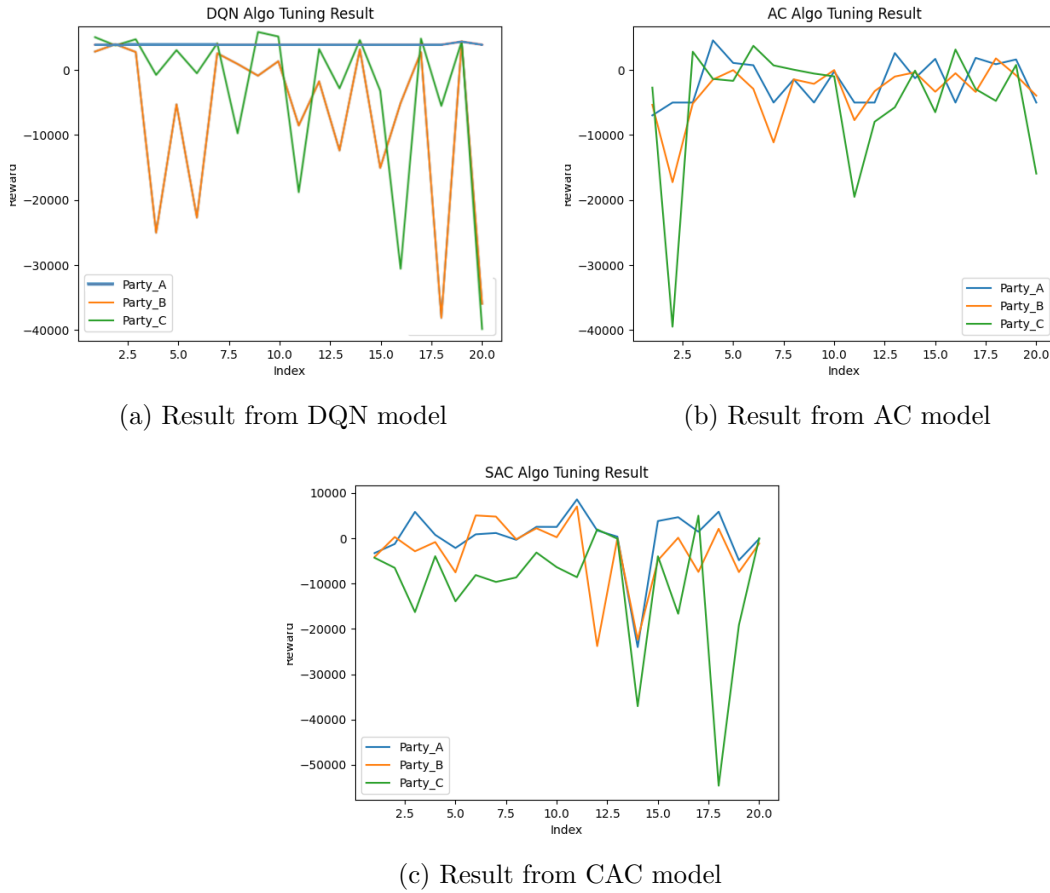 DQN Algo Tuning Result
0
−10000
−20000
−30000
−40000
Reward
Party_A
Party_B
Party_C
2.5 5.0 7.5 10.0 12.5 15.0 17.5 20.0
Index
(a) Result from DQN model
AC Algo Tuning Result
0
−10000
−20000
−30000
−40000
Reward
Party_A
Party_B
Party_C
2.5 5.0 7.5 10.0 12.5 15.0 17.5 20.0
Index
(b) Result from AC model
SAC Algo Tuning Result
10000
0
−10000
−20000
−30000
−40000
−50000
Reward
Party_A
Party_B
Party_C
2.5 5.0 7.5 10.0 12.5 15.0 17.5 20.0
Index
(c) Result from CAC model